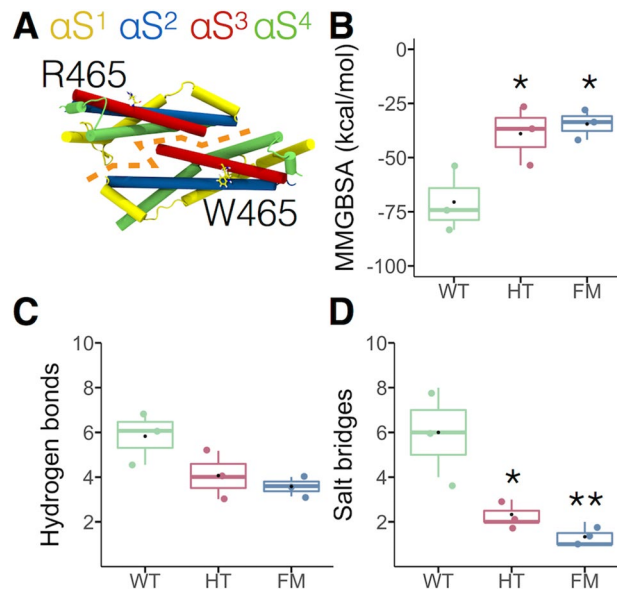 A αS¹ αS² αS³ αS⁴
R465
W465
B
MMGBSA (kcal/mol)
0
-25
-50
-75
-100
* *
WT HT FM
C
Hydrogen bonds
10
8
6
4
2
WT HT FM
D
Salt bridges
10
8
6
4
2
* **
WT HT FM